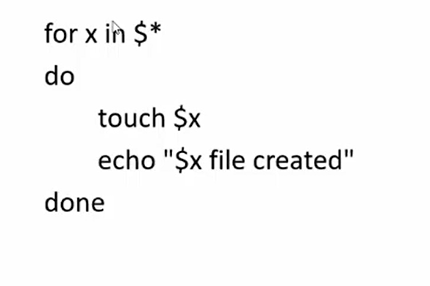 for x in $*
do
touch $x
echo "$x file created"
done